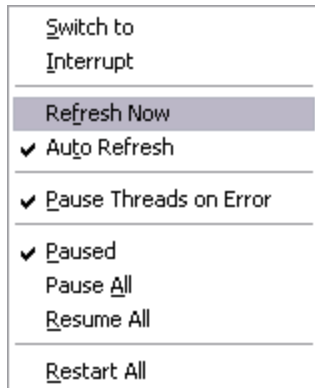 Switch to
Interrupt
Refresh Now
Auto Refresh
Pause Threads on Error
Paused
Pause All
Resume All
Restart All